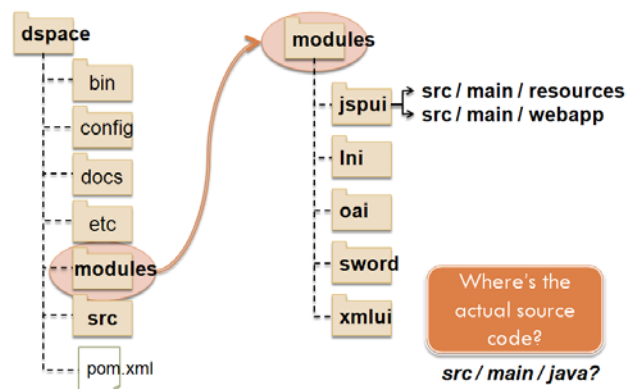 dspace
bin
config
docs
etc
modules
src
pom.xml
modules
jspui
src / main / resources
src / main / webapp
lni
oai
sword
xmlui
Where's the
actual source
code?
src / main / java?